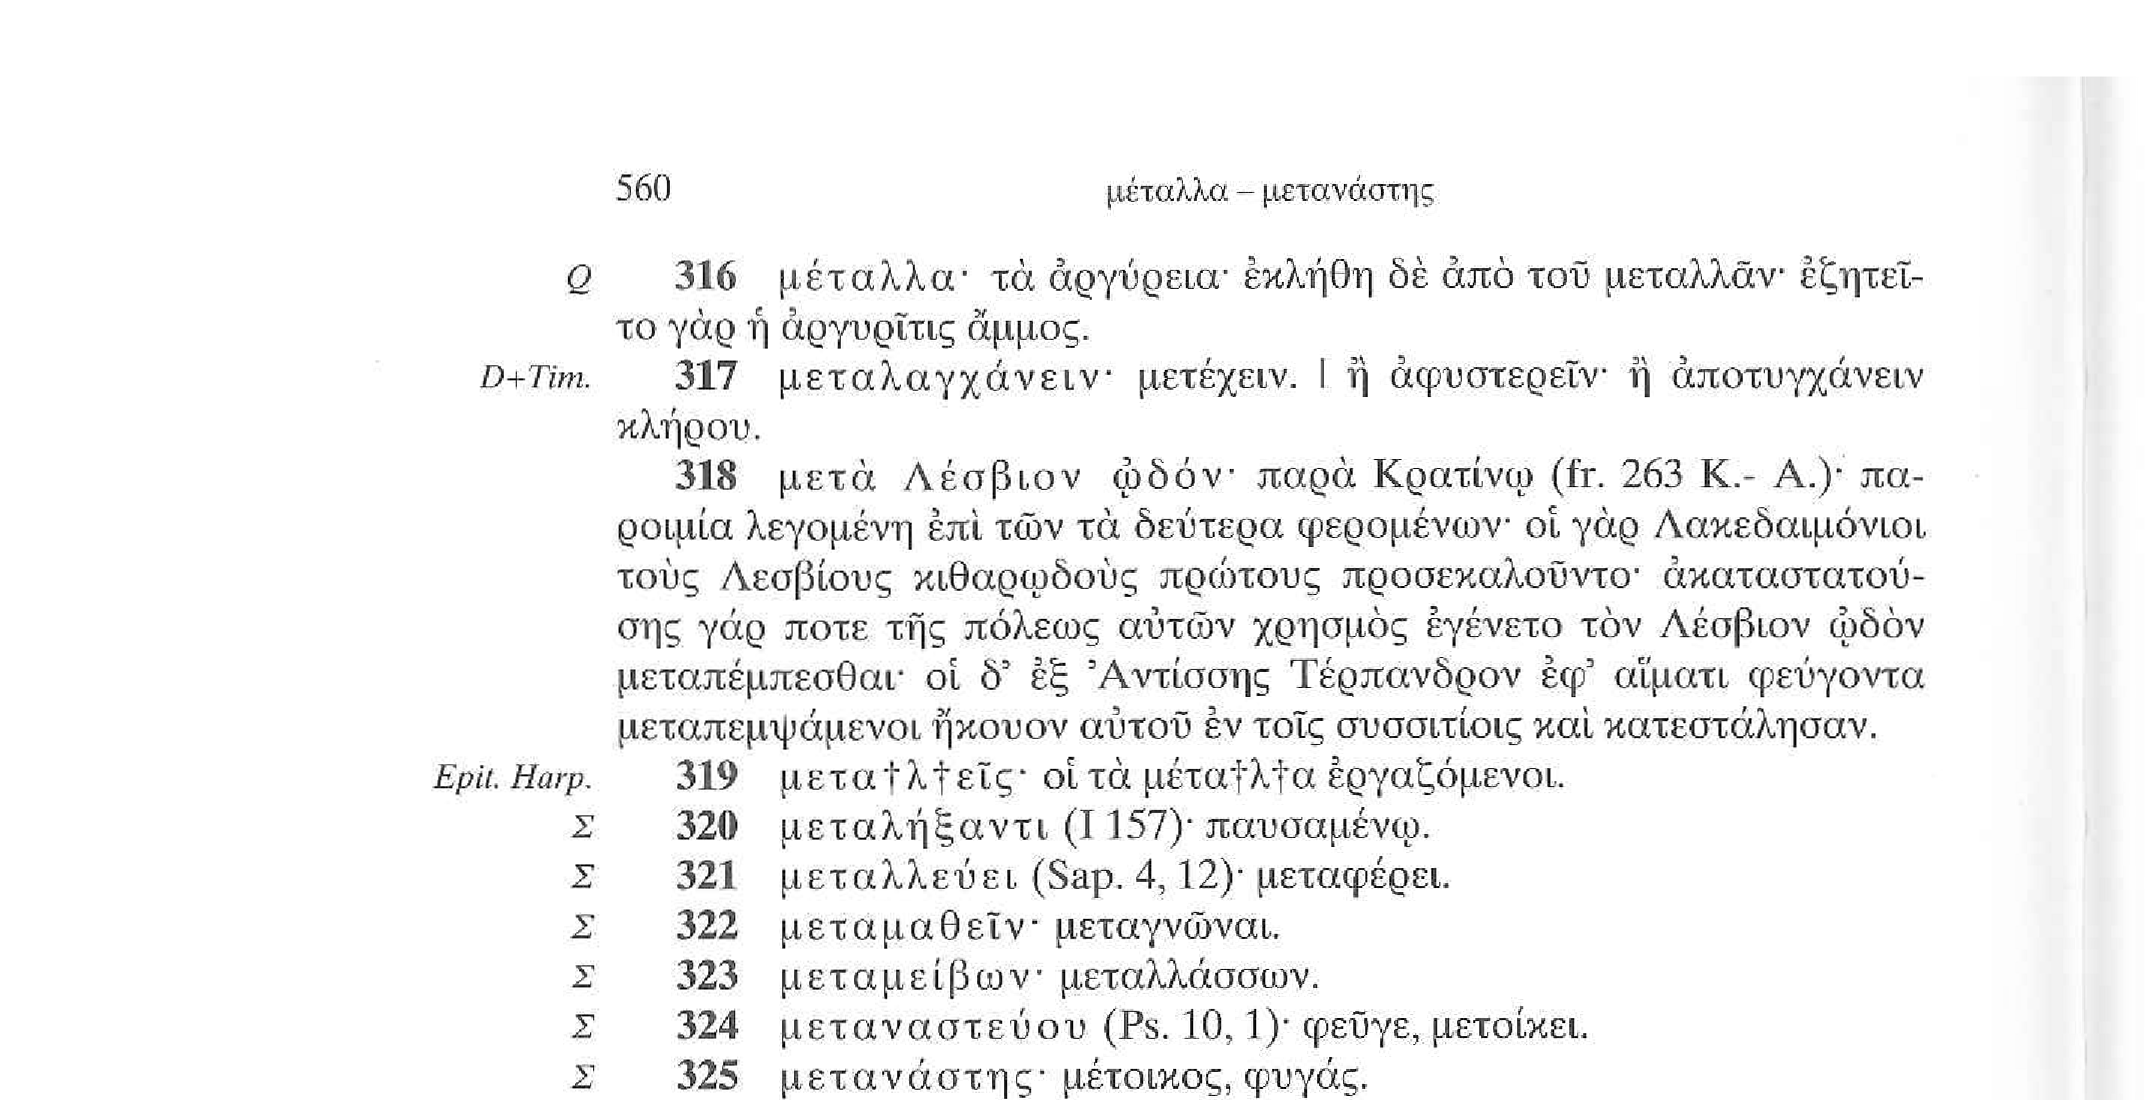 560 μέταλλα – μετανάστης
Q 316 μέταλλα· τὰ ἀργύρεια· ἐκλήθη δὲ ἀπὸ τοῦ μεταλλᾶν· ἐζητεῖ-
το γὰρ ἡ ἀργυρῖτις ἄμμος.
D+Tim. 317 μεταλαγχάνειν· μετέχειν. | ἢ ἀφυστερεῖν· ἢ ἀποτυγχάνειν
κλήρου.
318 μετὰ Λέσβιον ᾠδόν· παρὰ Κρατίνῳ (fr. 263 K.- A.)· πα-
ροιμία λεγομένη ἐπὶ τῶν τὰ δεύτερα φερομένων· οἱ γὰρ Λακεδαιμόνιοι
τοὺς Λεσβίους κιθαρῳδοὺς πρώτους προσεκαλοῦντο· ἀκαταστατού-
σης γάρ ποτε τῆς πόλεως αὐτῶν χρησμὸς ἐγένετο τὸν Λέσβιον ᾠδὸν
μεταπέμπεσθαι· οἱ δ’ ἐξ Ἀντίσσης Τέρπανδρον ἐφ’ αἵματι φεύγοντα
μεταπεμψάμενοι ἤκουον αὐτοῦ ἐν τοῖς συσσιτίοις καὶ κατεστάλησαν.
Epit. Harp. 319 μετα†λ†εῖς· οἱ τὰ μέτα†λ†α ἐργαζόμενοι.
Σ 320 μεταλήξαντι (I 157)· παυσαμένῳ.
Σ 321 μεταλλεύει (Sap. 4, 12)· μεταφέρει.
Σ 322 μεταμαθεῖν· μεταγνῶναι.
Σ 323 μεταμείβων· μεταλλάσσων.
Σ 324 μεταναστεύου (Ps. 10, 1)· φεῦγε, μετοίκει.
Σ 325 μετανάστης· μέτοικος, φυγάς.